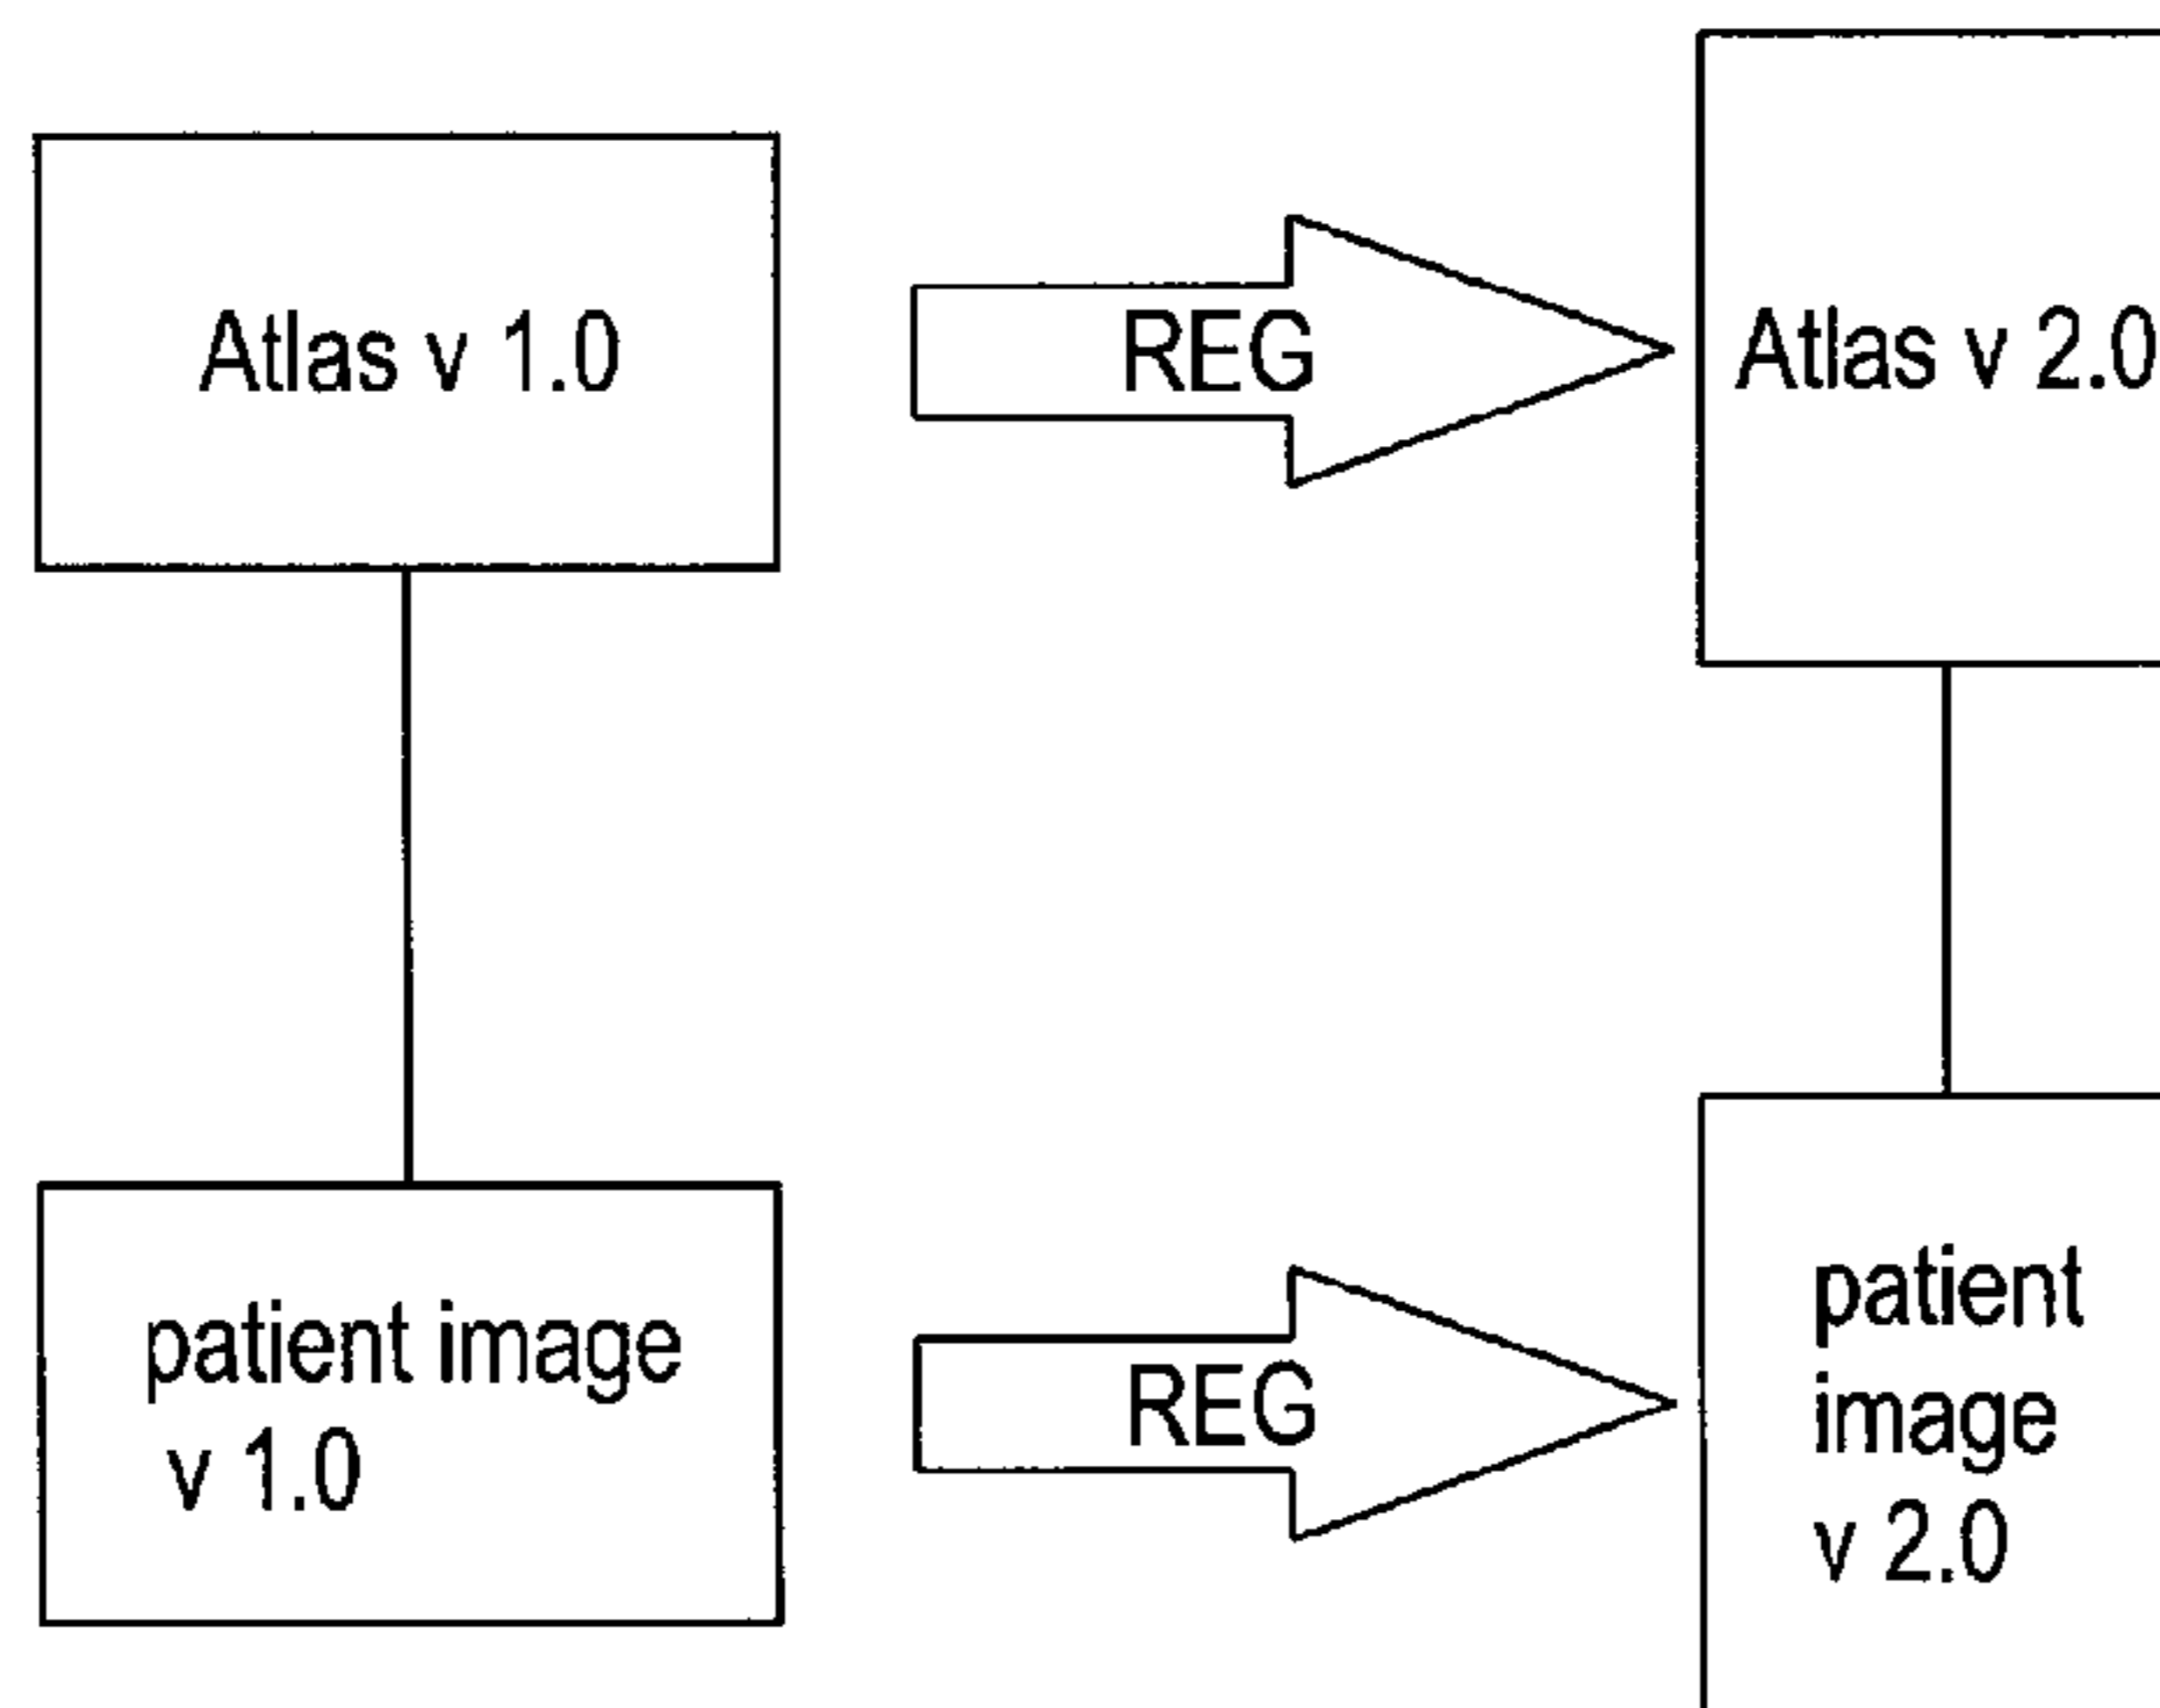 Atlas v 1.0
REG
Atlas v 2.0
patient image
v 1.0
REG
patient
image
v 2.0